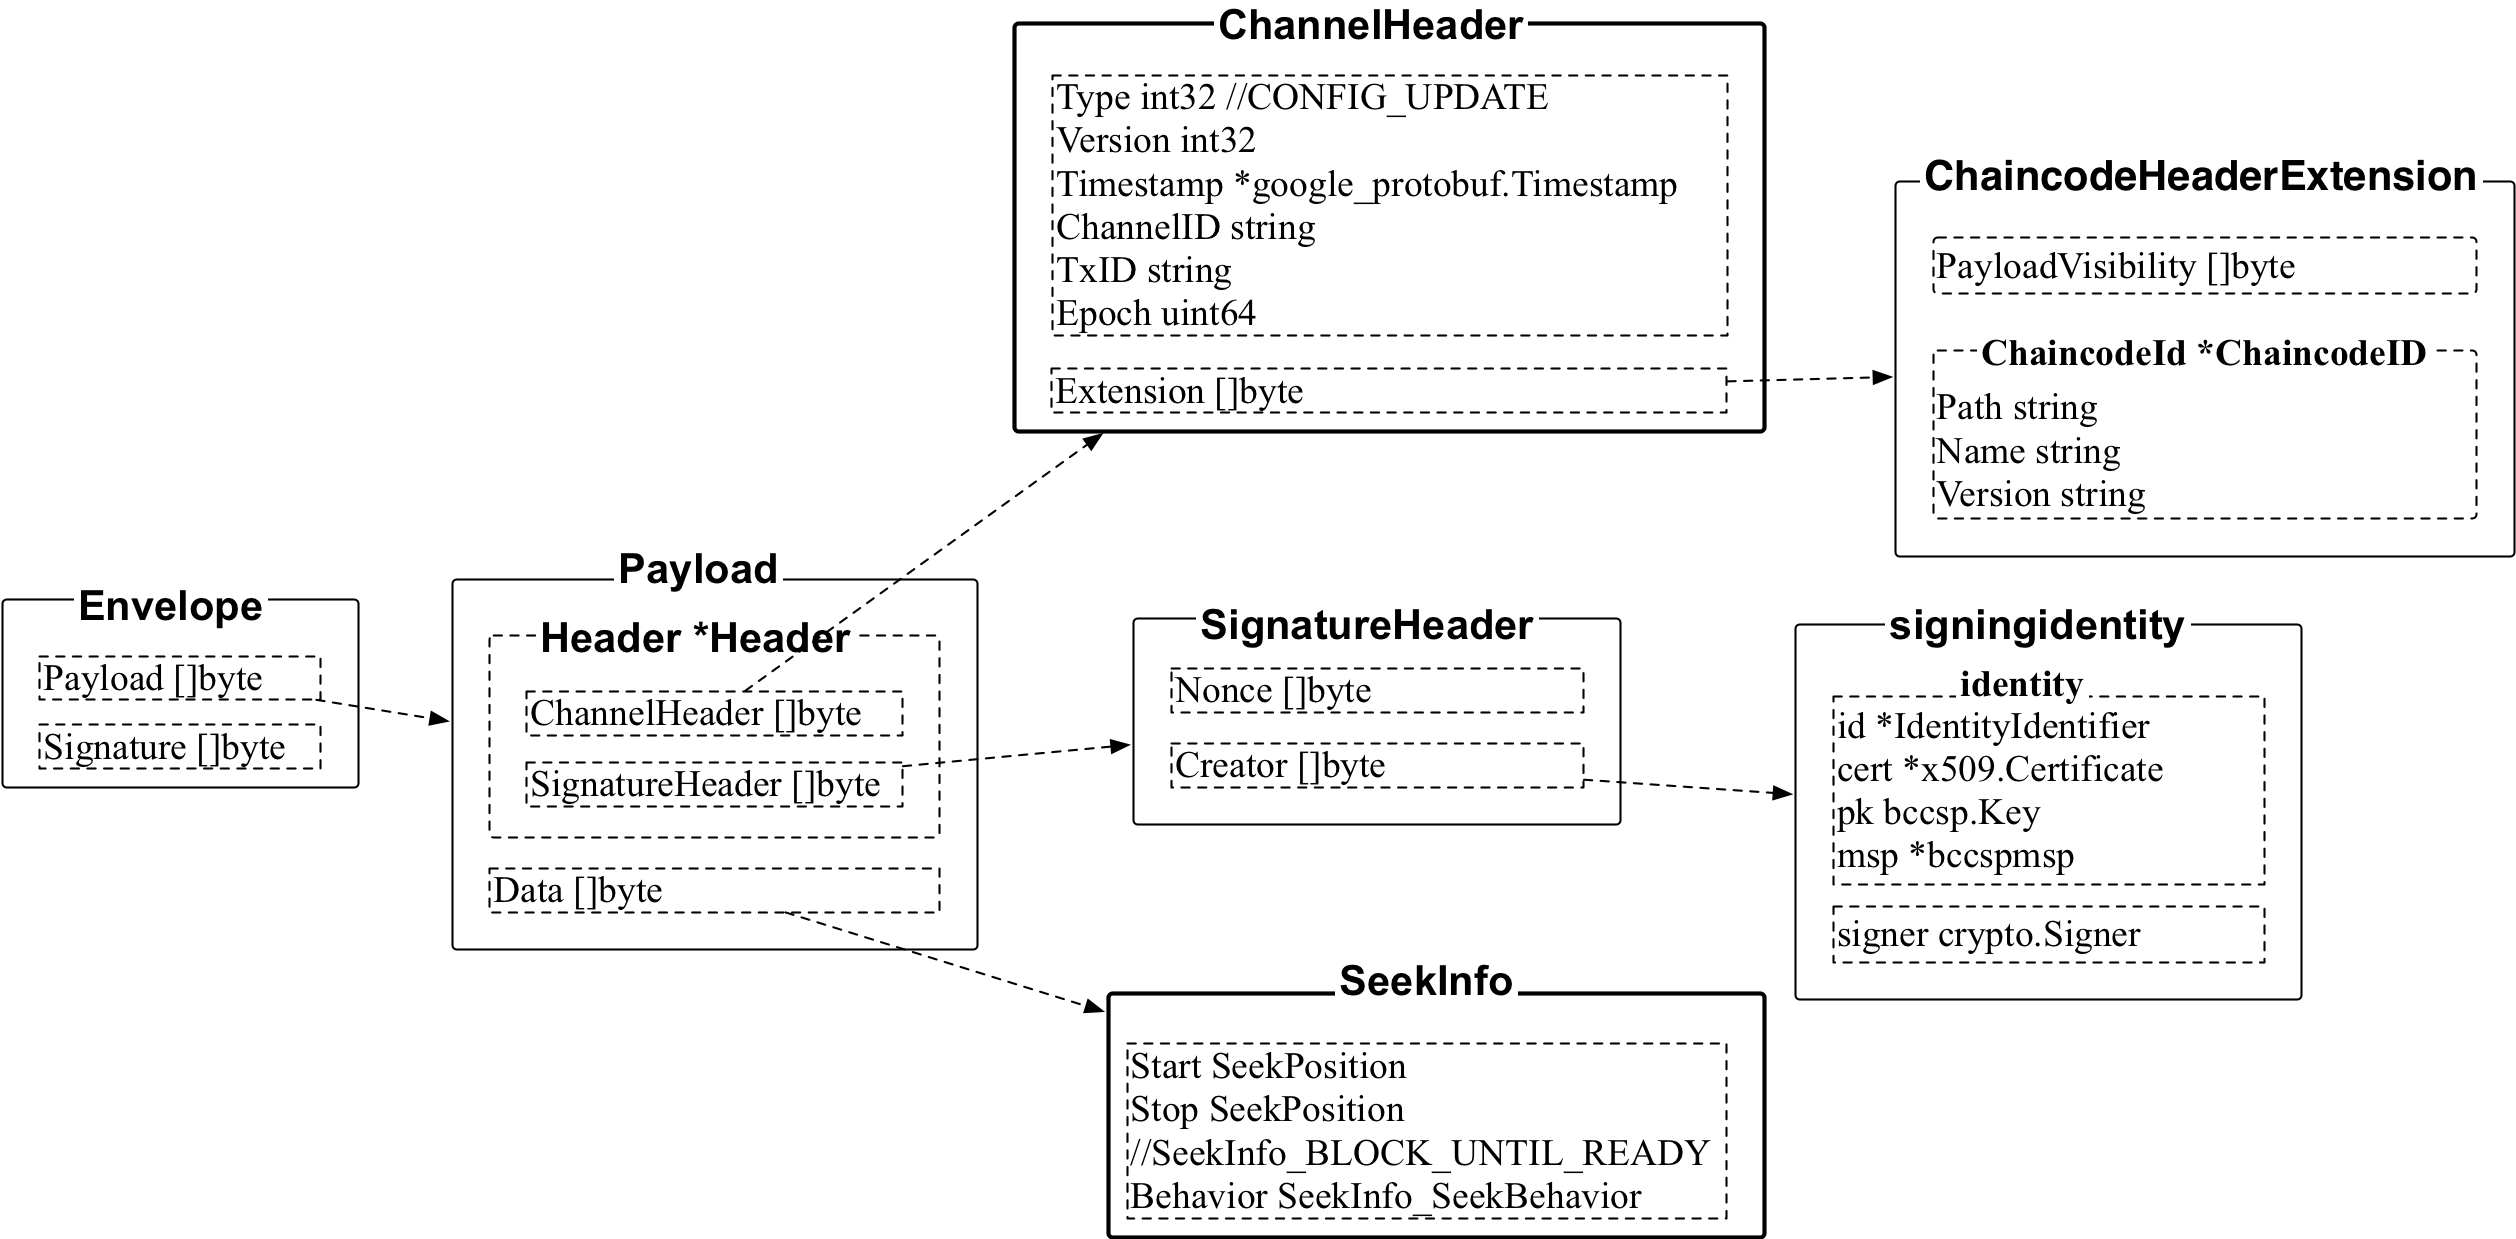 Envelope
Payload []byte
Signature []byte
Payload
Header *Header
ChannelHeader []byte
SignatureHeader []byte
Data []byte
ChannelHeader
Type int32 //CONFIG_UPDATE
Version int32
Timestamp *google_protobuf.Timestamp
ChannelID string
TxID string
Epoch uint64
Extension []byte
ChaincodeHeaderExtension
PayloadVisibility []byte
ChaincodeId *ChaincodeID
Path string
Name string
Version string
SignatureHeader
Nonce []byte
Creator []byte
signingidentity
identity
id *IdentityIdentifier
cert *x509.Certificate
pk bccsp.Key
msp *bccspmsp
signer crypto.Signer
SeekInfo
Start SeekPosition
Stop SeekPosition
//SeekInfo_BLOCK_UNTIL_READY
Behavior SeekInfo_SeekBehavior